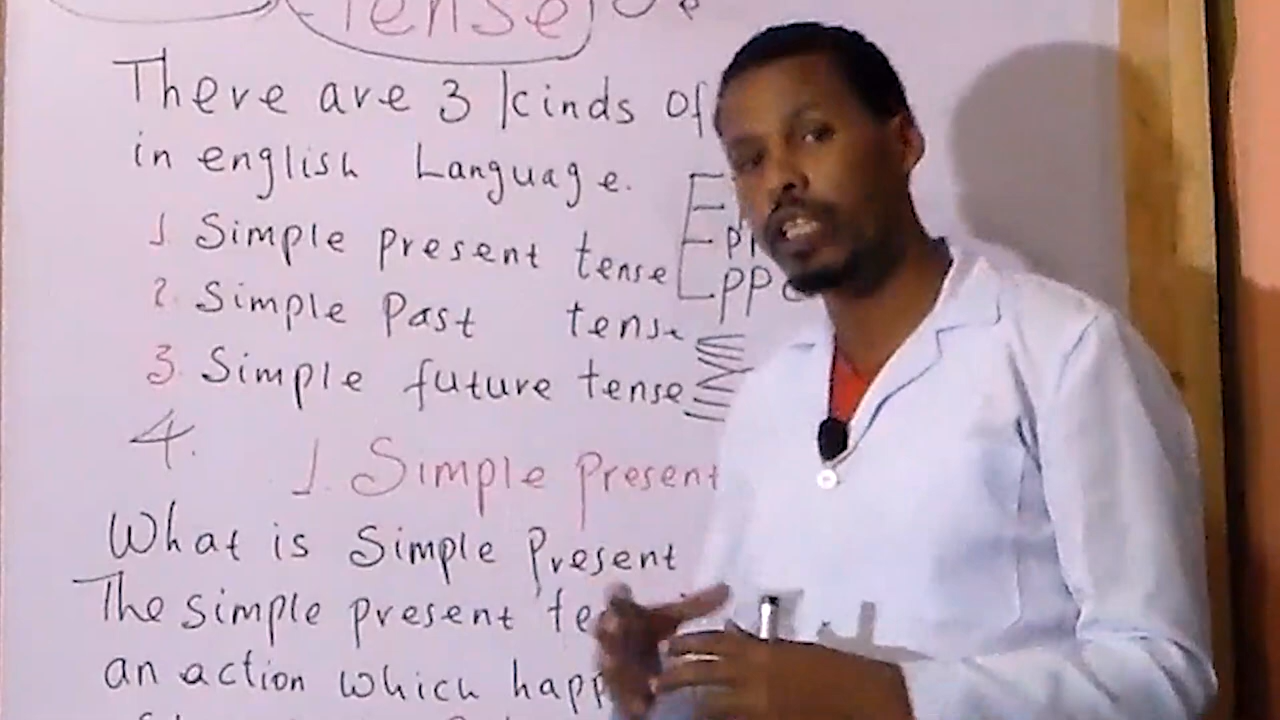 Tense
There are 3 kinds of
in english Language.
1. Simple present tense
2. Simple Past tense
3. Simple future tense
4.
1. Simple Present
What is Simple Present
The simple present
an action which